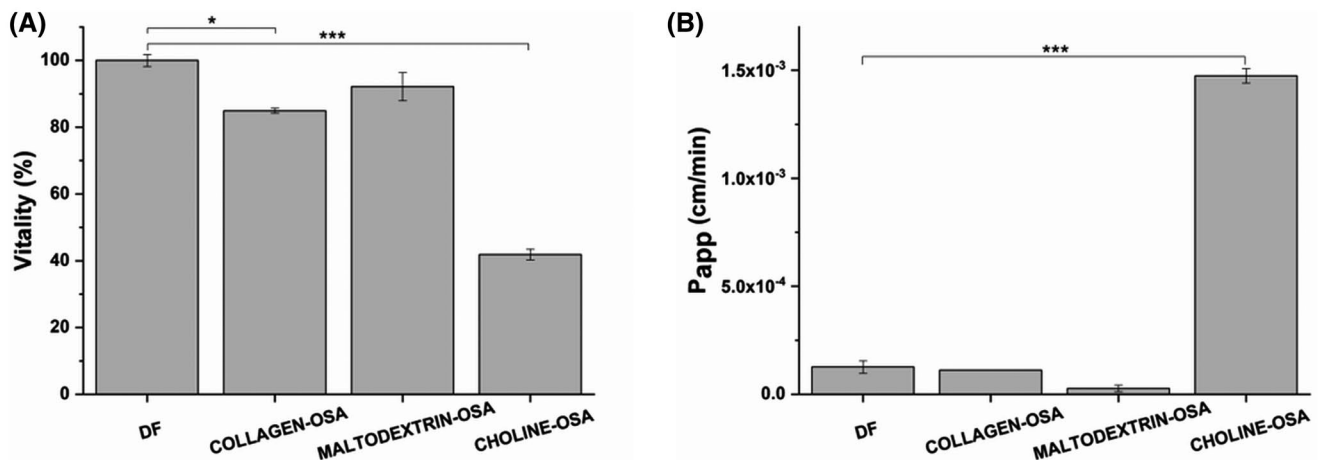 (A)
*
***
100
80
60
40
20
0
Vitality (%)
DF
COLLAGEN-OSA
MALTODEXTRIN-OSA
CHOLINE-OSA
(B)
***
1.5x10⁻³
1.0x10⁻³
5.0x10⁻⁴
0.0
Papp (cm/min)
DF
COLLAGEN-OSA
MALTODEXTRIN-OSA
CHOLINE-OSA